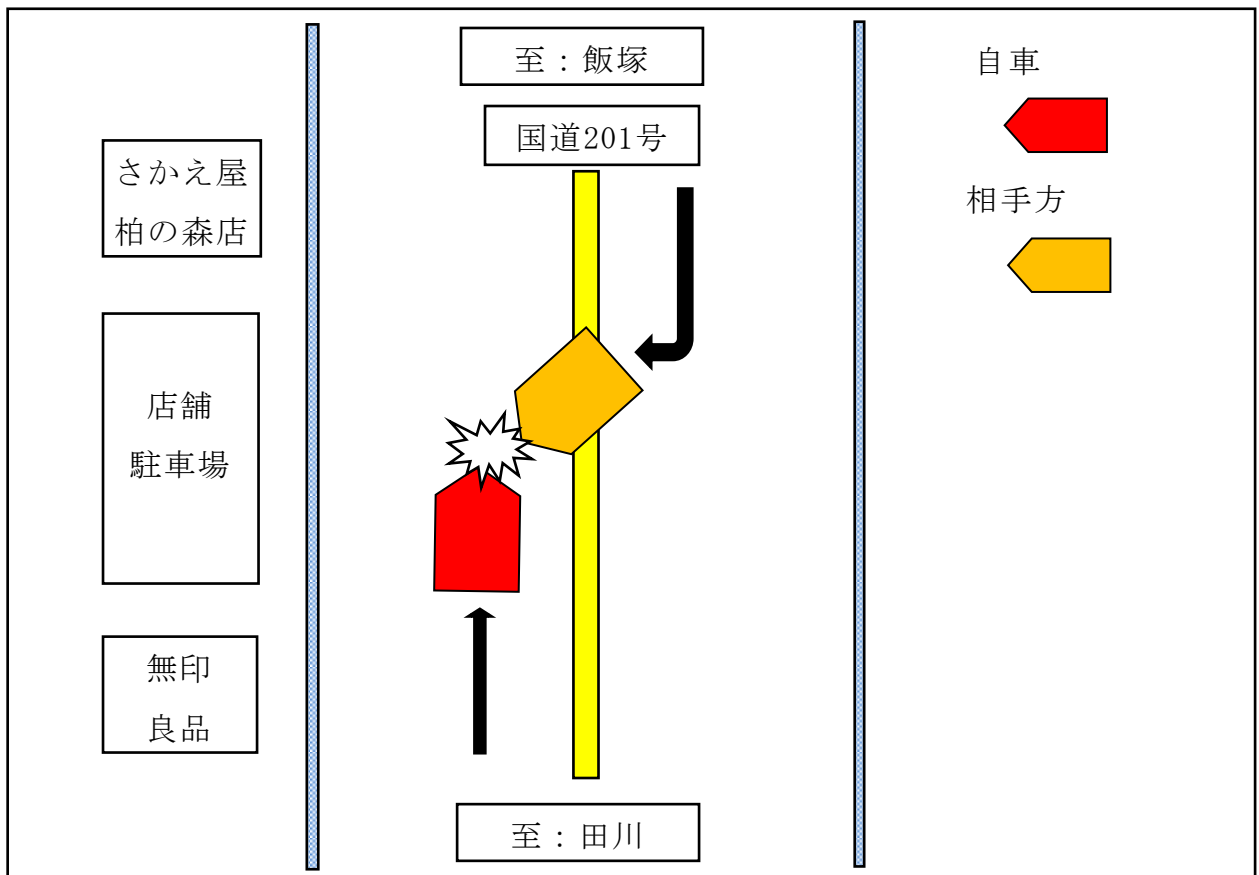 至：飯塚
国道201号
自車
相手方
さかえ屋
柏の森店
店舗
駐車場
無印
良品
至：田川